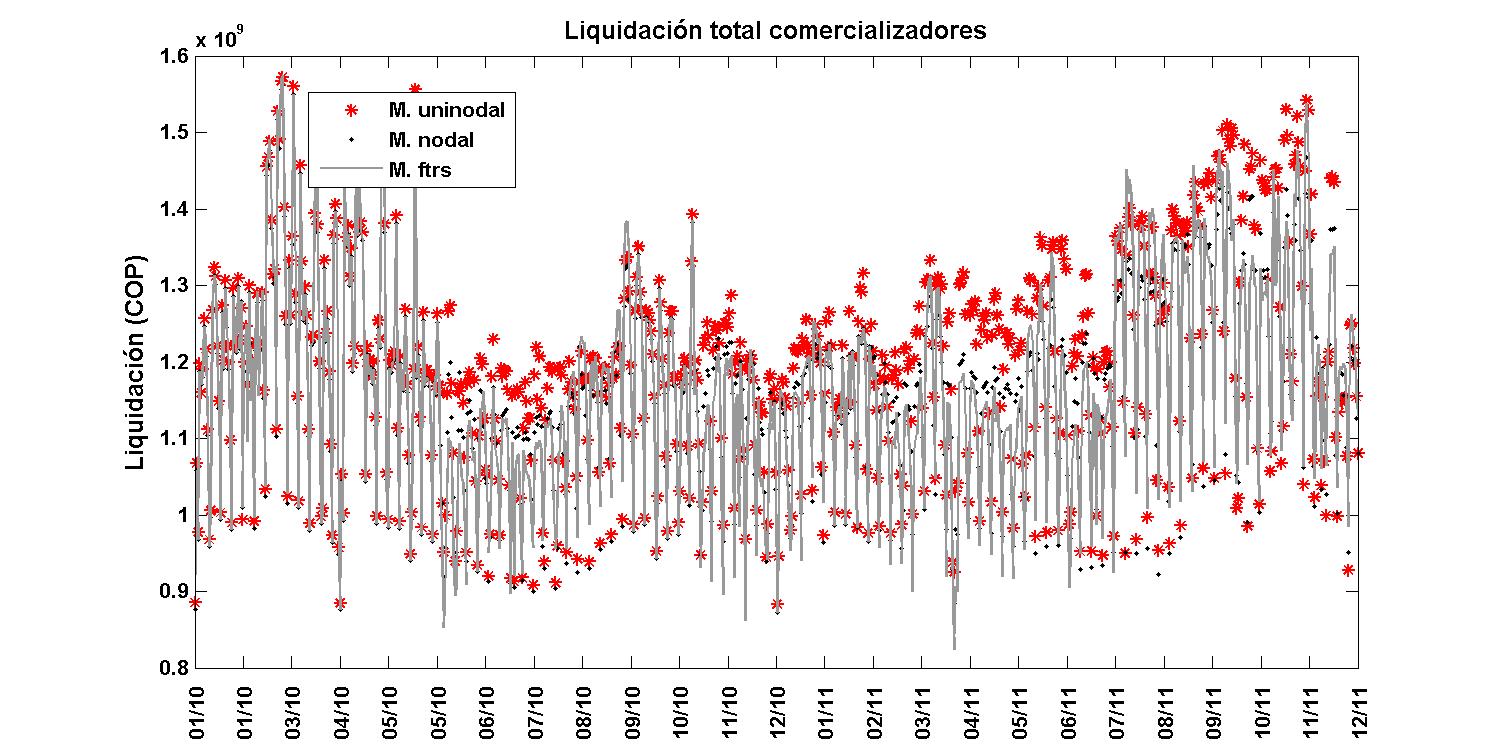 Liquidación total comercializadores
x 10⁹
1.6
1.5
1.4
1.3
1.2
1.1
1
0.9
0.8
Liquidación (COP)
M. uninodal
M. nodal
M. ftrs
01/10 01/10 03/10 04/10 05/10 05/10 06/10 07/10 07/10 09/10 10/10 11/10 12/10 01/11 02/11 03/11 04/11 05/11 06/11 07/11 08/11 09/11 10/11 11/11 12/11